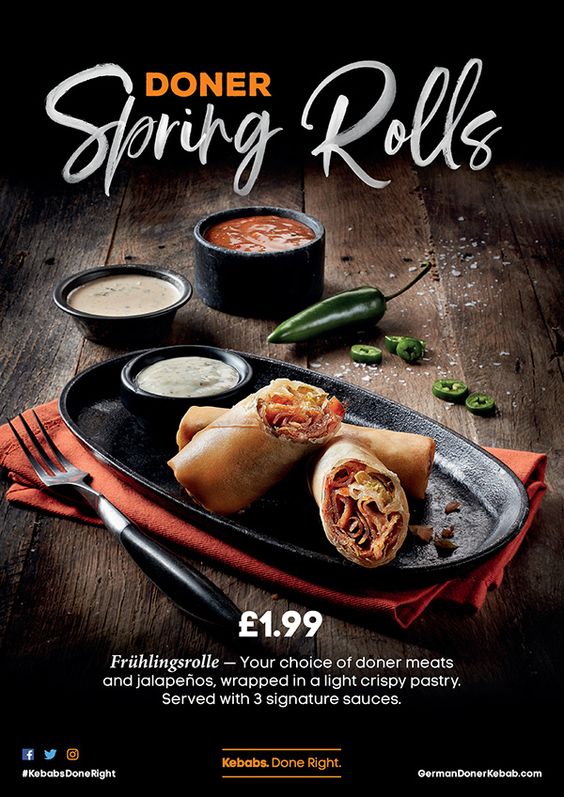 DONER
Spring Rolls
£1.99
Frühlingsrolle — Your choice of doner meats
and jalapeños, wrapped in a light crispy pastry.
Served with 3 signature sauces.
#KebabsDoneRight
Kebabs. Done Right.
GermanDonerKebab.com